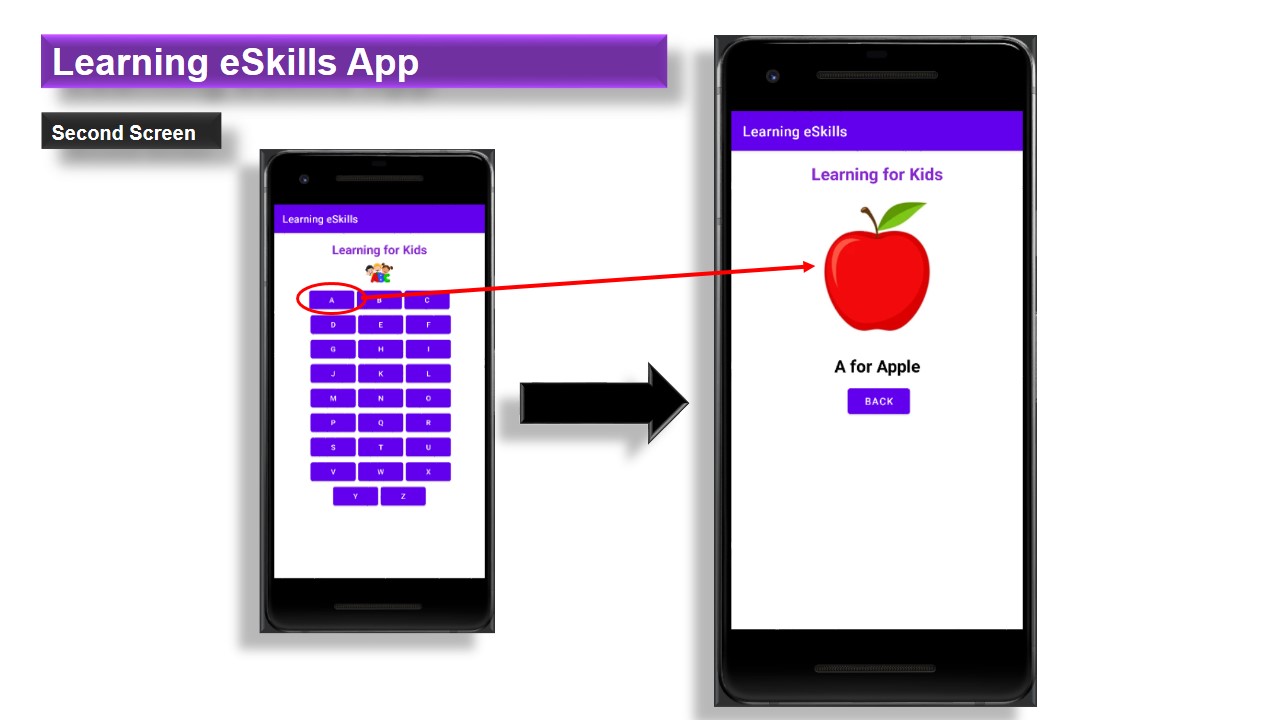 Learning eSkills App
Second Screen
Learning eSkills
Learning for Kids
ABC
A B C
D E F
G H I
J K L
M N O
P Q R
S T U
V W X
Y Z
Learning eSkills
Learning for Kids
A for Apple
BACK